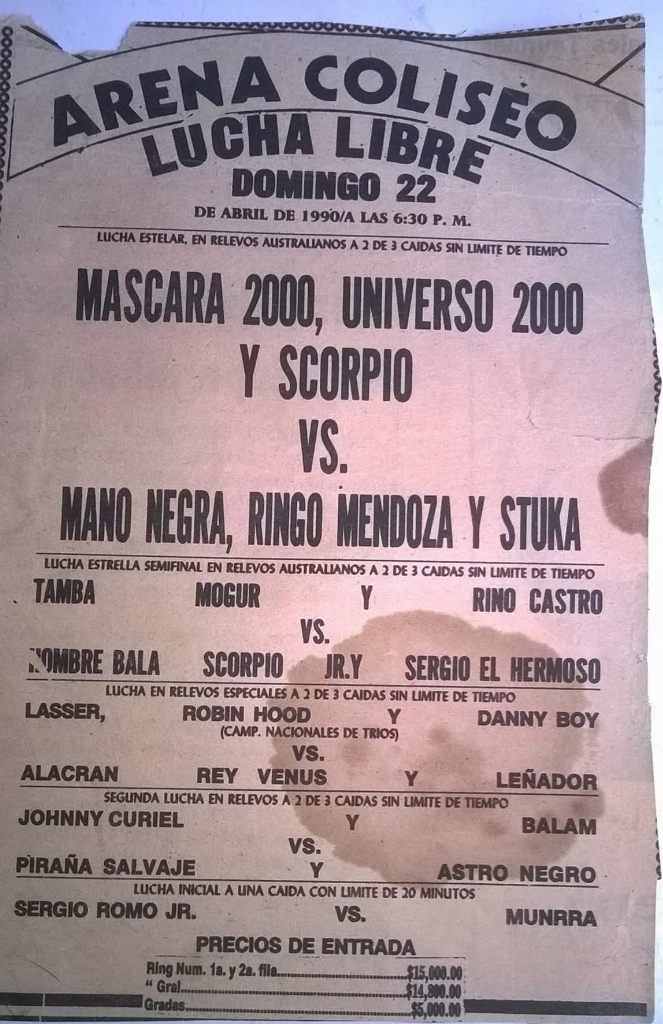 ARENA COLISEO
LUCHA LIBRE
DOMINGO 22
DE ABRIL DE 1990/A LAS 6:30 P. M.
LUCHA ESTELAR, EN RELEVOS AUSTRALIANOS A 2 DE 3 CAIDAS SIN LIMITE DE TIEMPO
MASCARA 2000, UNIVERSO 2000
Y SCORPIO
VS.
MANO NEGRA, RINGO MENDOZA Y STUKA
LUCHA ESTRELLA SEMIFINAL EN RELEVOS AUSTRALIANOS A 2 DE 3 CAIDAS SIN LIMITE DE TIEMPO
TAMBA MOGUR Y RINO CASTRO
VS.
HOMBRE BALA SCORPIO JR.Y SERGIO EL HERMOSO
LUCHA EN RELEVOS ESPECIALES A 2 DE 3 CAIDAS SIN LIMITE DE TIEMPO
LASSER, ROBIN HOOD Y DANNY BOY
(CAMP. NACIONALES DE TRIOS)
VS.
ALACRAN REY VENUS Y LEÑADOR
SEGUNDA LUCHA EN RELEVOS A 2 DE 3 CAIDAS SIN LIMITE DE TIEMPO
JOHNNY CURIEL Y BALAM
VS.
PIRAÑA SALVAJE Y ASTRO NEGRO
LUCHA INICIAL A UNA CAIDA CON LIMITE DE 20 MINUTOS
SERGIO ROMO JR. VS. MUNRRA
PRECIOS DE ENTRADA
Ring Num. 1a. y 2a. fila..................$15,000.00
" Gral..................$14,800.00
Gradas..................$5,000.00